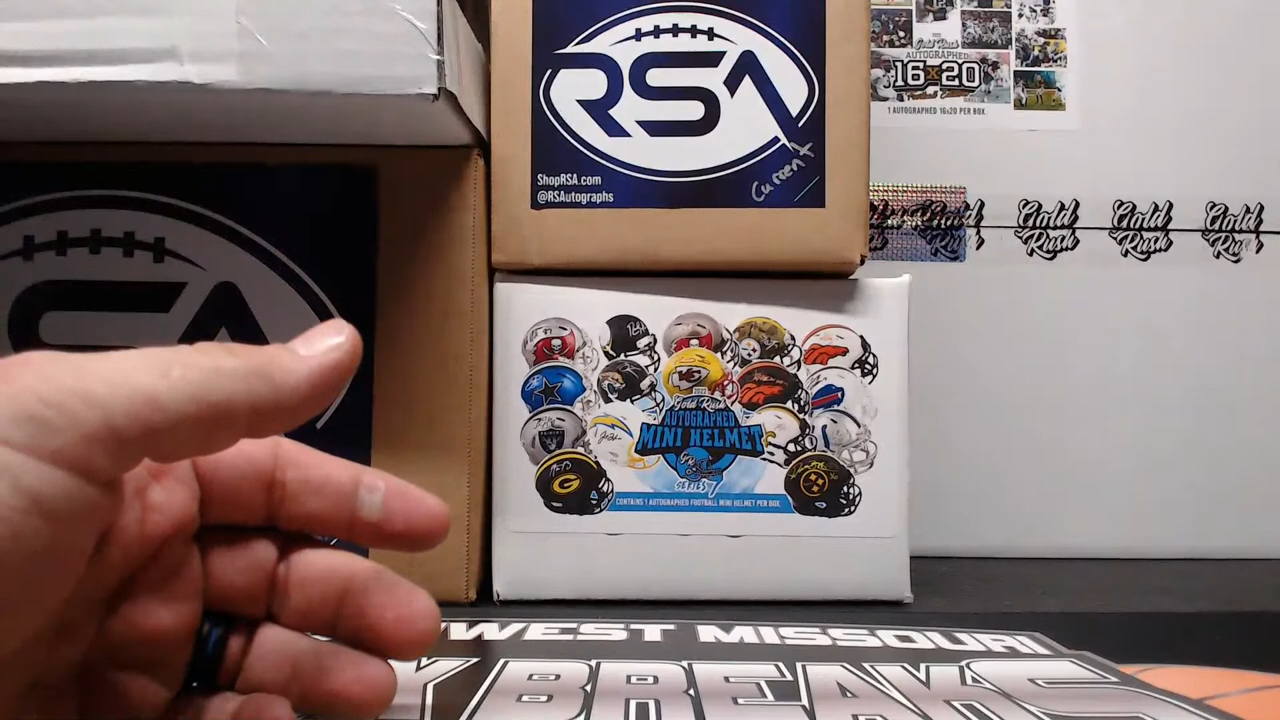 RSA
ShopRSA.com
@RSAutographs
Current
Gold Rush
AUTOGRAPHED
16x20
1 AUTOGRAPHED 16x20 PER BOX.
Gold Rush
Gold Rush
Gold Rush
SA
2022
Gold Rush
AUTOGRAPHED
MINI HELMET
SERIES 7
CONTAINS 1 AUTOGRAPHED FOOTBALL MINI HELMET PER BOX.
WEST MISSOURI
Y BREAKS